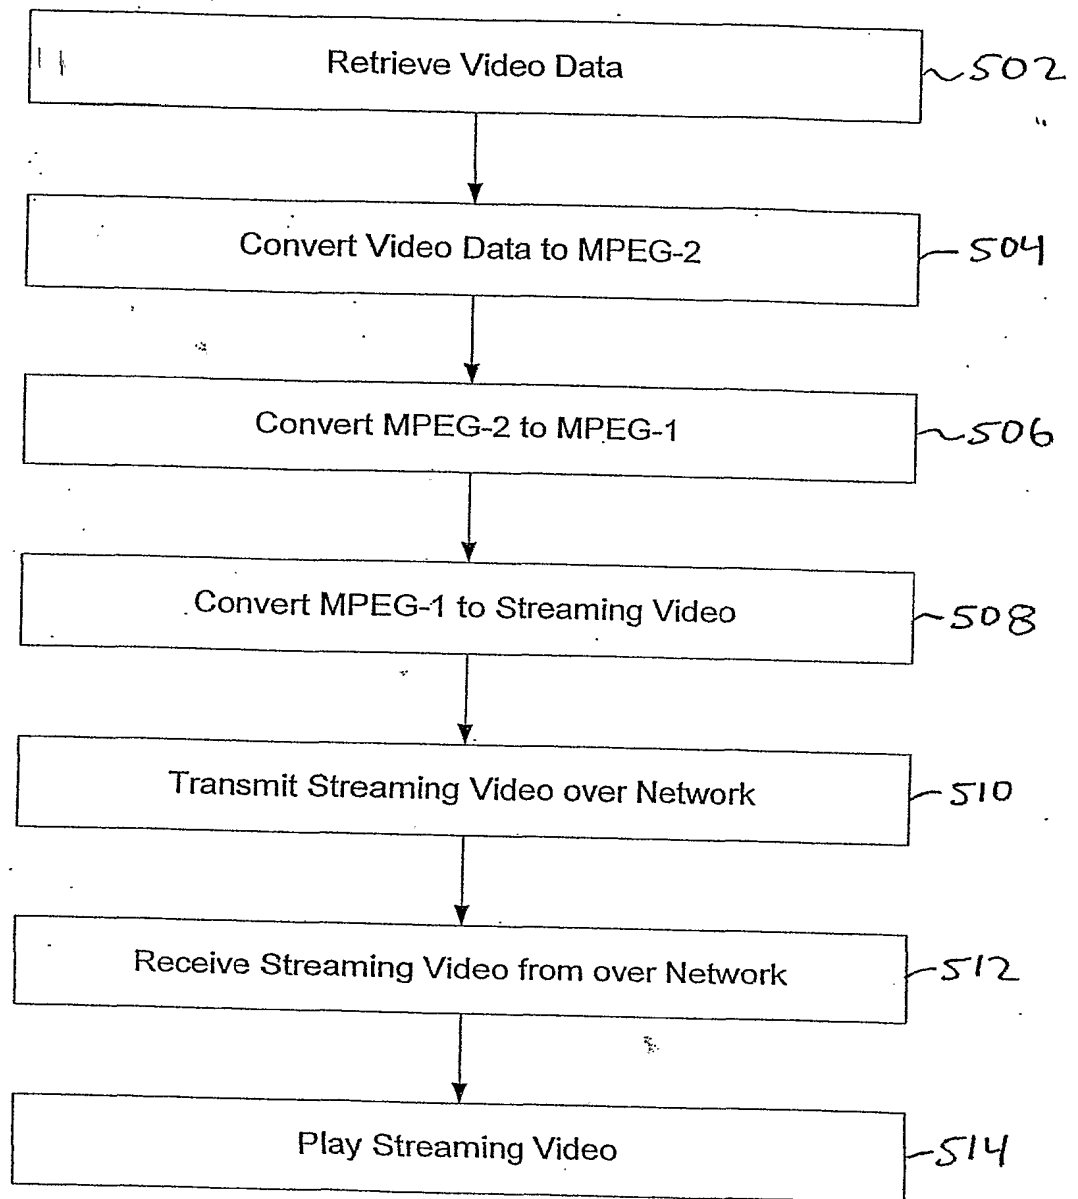 Retrieve Video Data 502
Convert Video Data to MPEG-2 504
Convert MPEG-2 to MPEG-1 506
Convert MPEG-1 to Streaming Video 508
Transmit Streaming Video over Network 510
Receive Streaming Video from over Network 512
Play Streaming Video 514